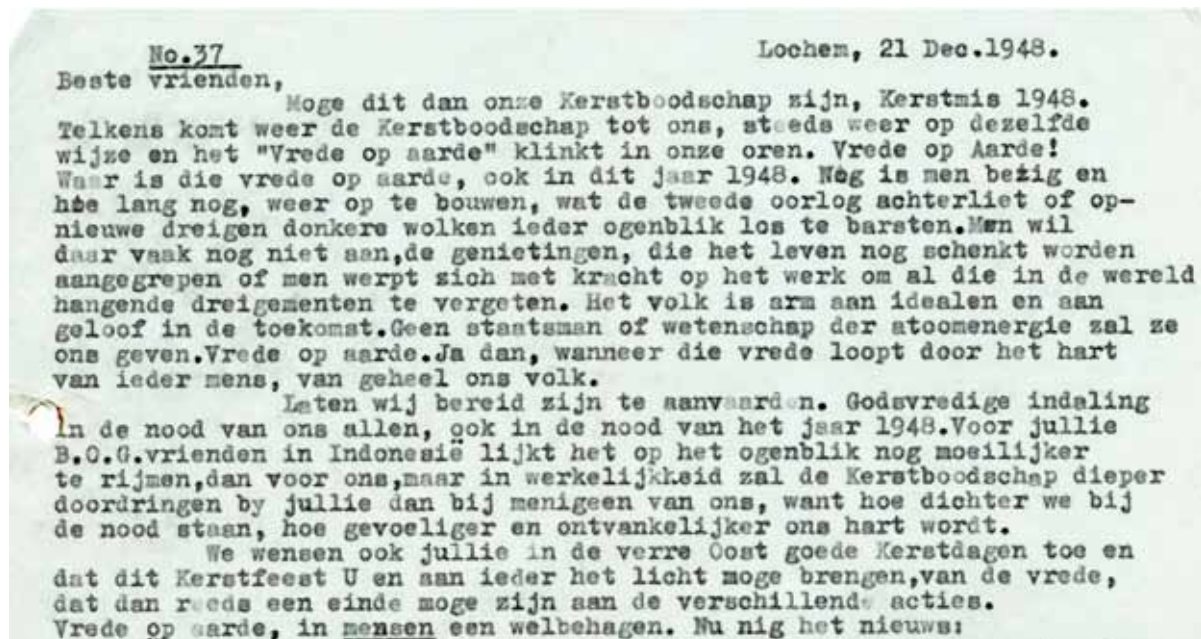 No.37 Lochem, 21 Dec.1948.
Beste vrienden,
Moge dit dan onze Kerstboodschap zijn, Kerstmis 1948.
Telkens komt weer de Kerstboodschap tot ons, steeds weer op dezelfde
wijze en het "Vrede op aarde" klinkt in onze oren. Vrede op Aarde!
Waar is die vrede op aarde, ook in dit jaar 1948. Nog is men bezig en
hoe lang nog, weer op te bouwen, wat de tweede oorlog achterliet of op-
nieuwe dreigen donkere wolken ieder ogenblik los te barsten.Men wil
daar vaak nog niet aan,de genietingen, die het leven nog schenkt worden
aangegrepen of men werpt zich met kracht op het werk om al die in de wereld
hangende dreigementen te vergeten. Het volk is arm aan idealen en aan
geloof in de toekomst.Geen staatsman of wetenschap der atoomenergie zal ze
ons geven.Vrede op aarde.Ja dan, wanneer die vrede loopt door het hart
van ieder mens, van geheel ons volk.
Laten wij bereid zijn te aanvaarden. Godsvredige indaling
in de nood van ons allen, ook in de nood van het jaar 1948.Voor jullie
B.O.G.vrienden in Indonesië lijkt het op het ogenblik nog moeilijker
te rijmen,dan voor ons,maar in werkelijkheid zal de Kerstboodschap dieper
doordringen by jullie dan bij menigeen van ons, want hoe dichter we bij
de nood staan, hoe gevoeliger en ontvankelijker ons hart wordt.
We wensen ook jullie in de verre Oost goede Kerstdagen toe en
dat dit Kerstfeest U en aan ieder het licht moge brengen,van de vrede,
dat dan reeds een einde moge zijn aan de verschillende acties.
Vrede op aarde, in mensen een welbehagen. Nu nig het nieuws: